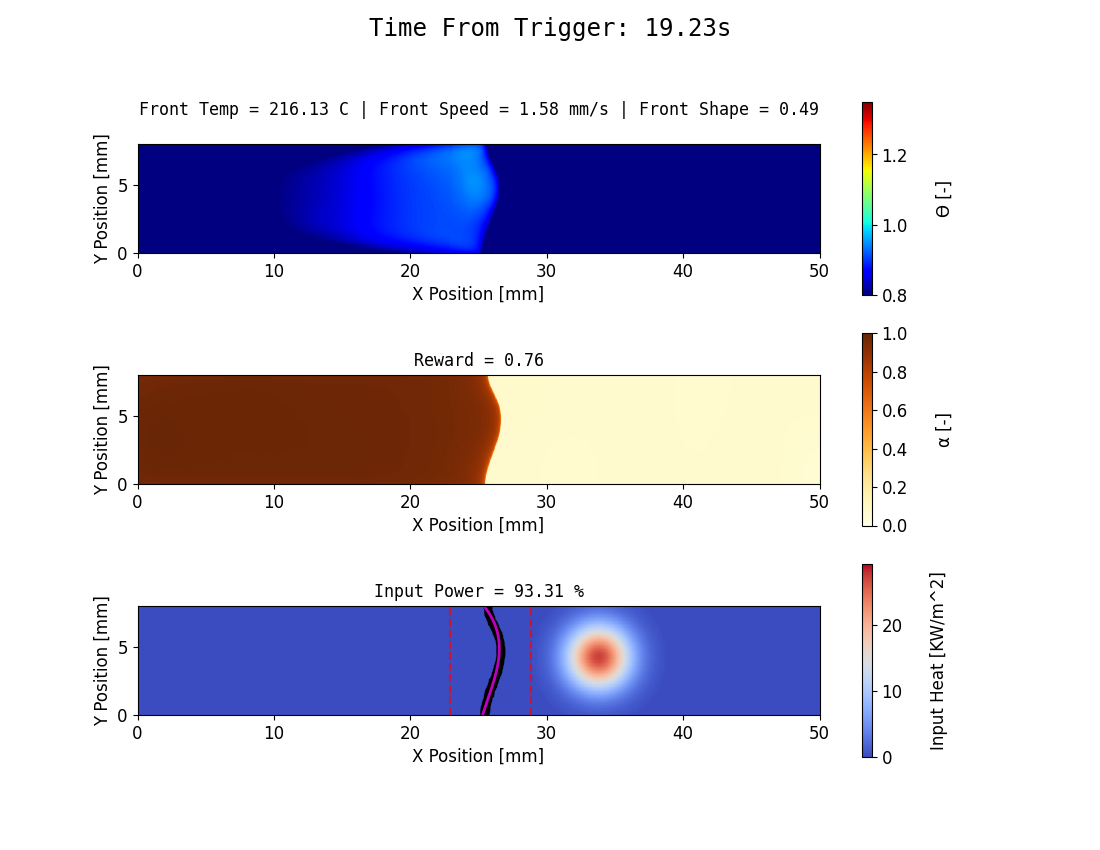 Time From Trigger: 19.23s
Front Temp = 216.13 C | Front Speed = 1.58 mm/s | Front Shape = 0.49
Y Position [mm]
5
0
0 10 20 30 40 50
X Position [mm]
1.2
1.0
0.8
Θ [-]
Reward = 0.76
Y Position [mm]
5
0
0 10 20 30 40 50
X Position [mm]
1.0
0.8
0.6
0.4
0.2
0.0
α [-]
Input Power = 93.31 %
Y Position [mm]
5
0
0 10 20 30 40 50
X Position [mm]
20
10
0
Input Heat [KW/m^2]